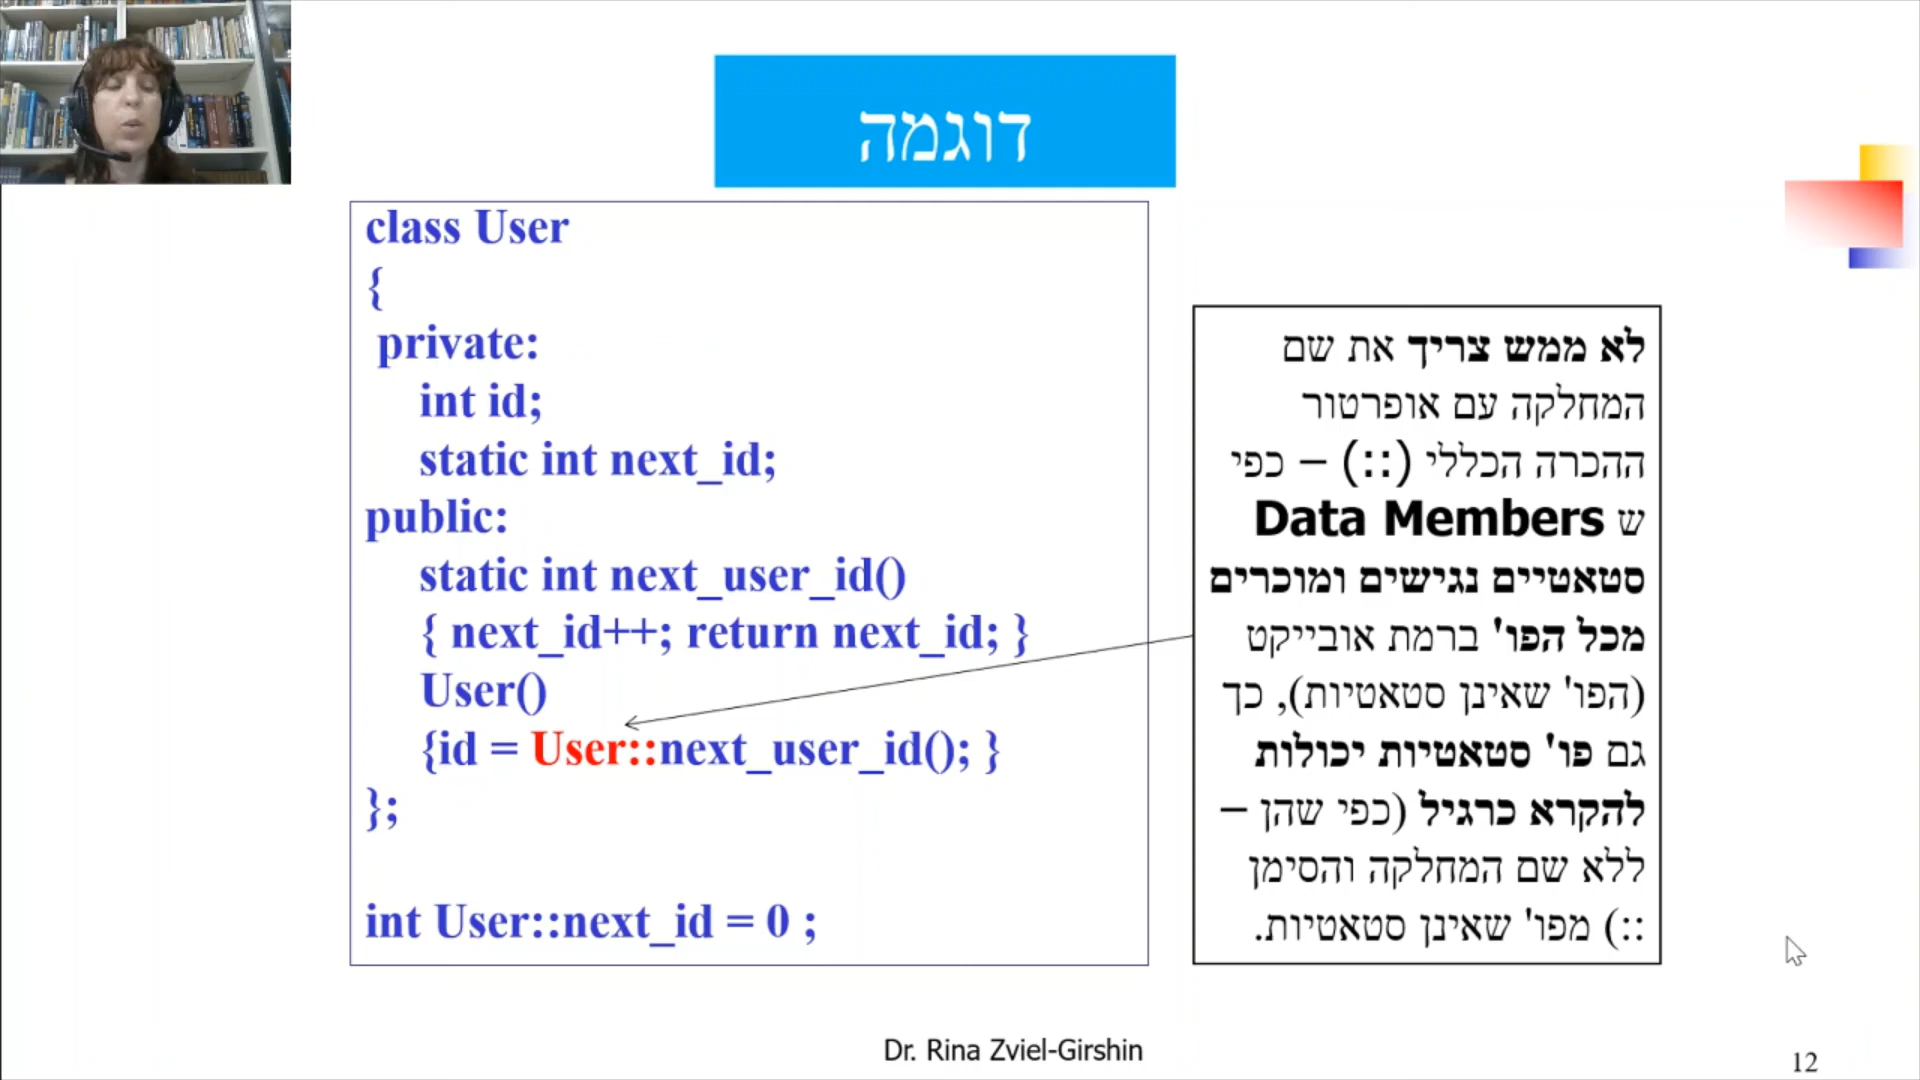 דוגמה
class User
{
private:
int id;
static int next_id;
public:
static int next_user_id()
{ next_id++; return next_id; }
User()
{id = User::next_user_id(); }
};
int User::next_id = 0 ;
לא ממש צריך את שם
המחלקה עם אופרטור
ההכרה הכללי (::) – כפי
ש Data Members
סטאטיים נגישים ומוכרים
מכל הפו' ברמת אובייקט
(הפו' שאינן סטאטיות), כך
גם פו' סטאטיות יכולות
להקרא כרגיל (כפי שהן –
ללא שם המחלקה והסימן
::) מפו' שאינן סטאטיות.
Dr. Rina Zviel-Girshin
12